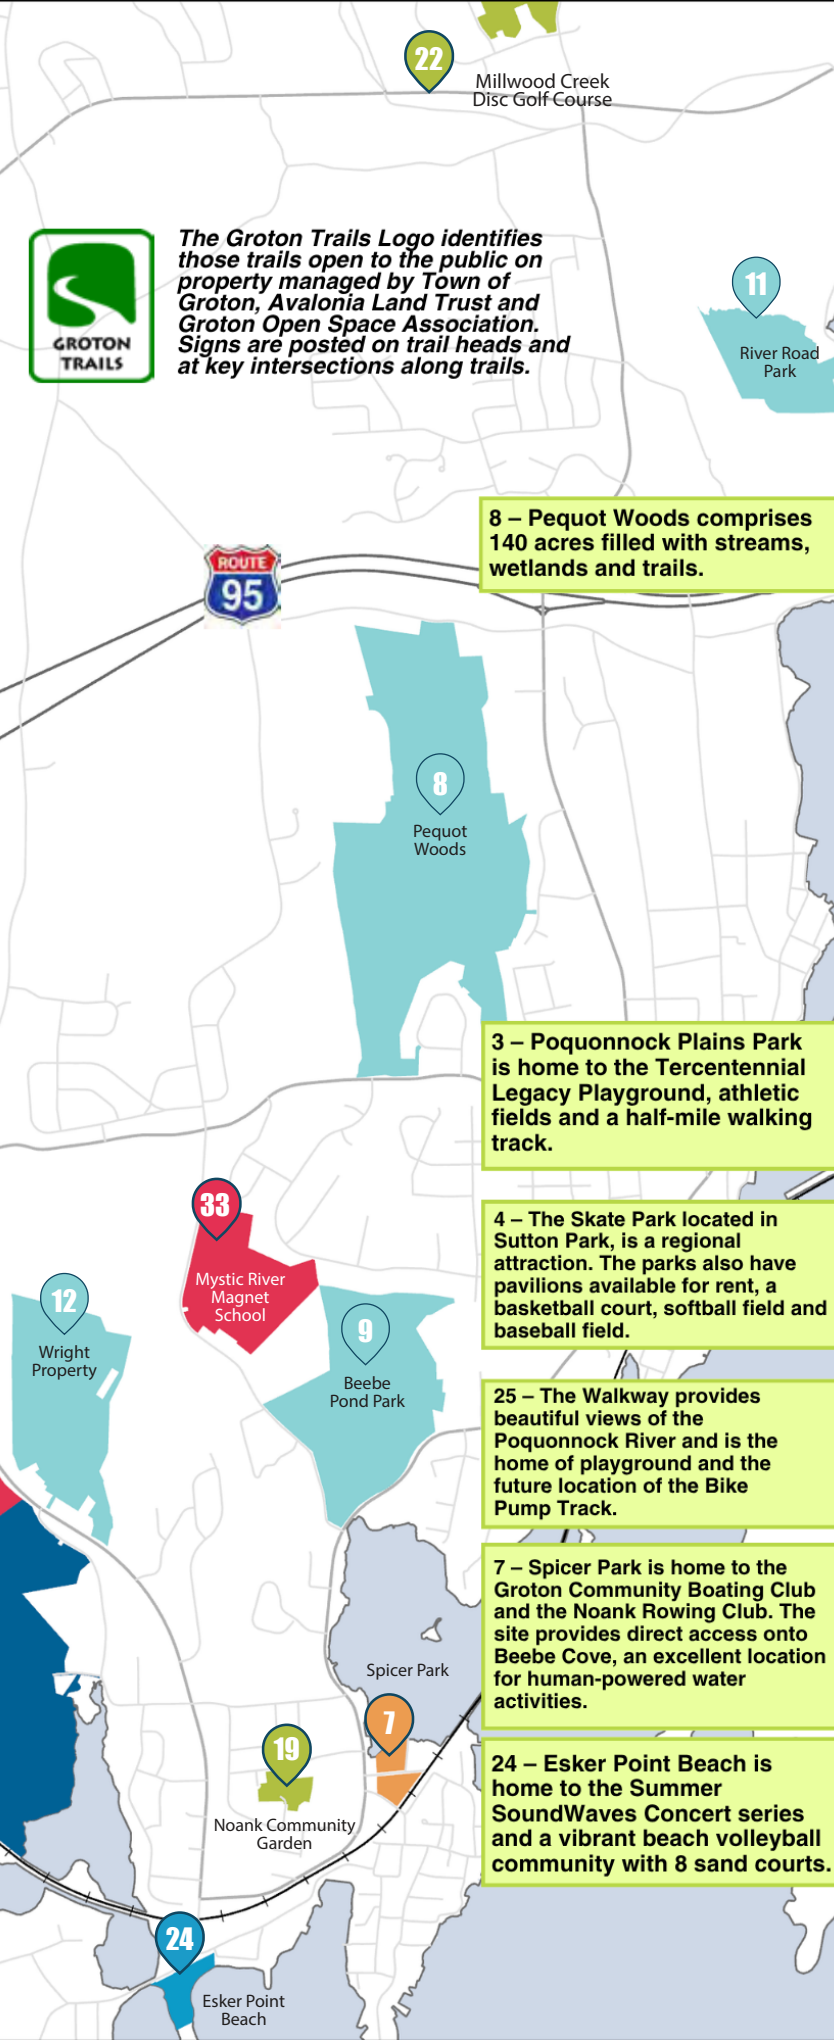 22
Millwood Creek
Disc Golf Course
The Groton Trails Logo identifies
those trails open to the public on
property managed by Town of
Groton, Avalonia Land Trust and
Groton Open Space Association.
Signs are posted on trail heads and
at key intersections along trails.
GROTON
TRAILS
11
River Road
Park
8 – Pequot Woods comprises
140 acres filled with streams,
wetlands and trails.
ROUTE
95
8
Pequot
Woods
3 – Poquonnock Plains Park
is home to the Tercentennial
Legacy Playground, athletic
fields and a half-mile walking
track.
33
Mystic River
Magnet
School
4 – The Skate Park located in
Sutton Park, is a regional
attraction. The parks also have
pavilions available for rent, a
basketball court, softball field and
baseball field.
12
Wright
Property
9
Beebe
Pond Park
25 – The Walkway provides
beautiful views of the
Poquonnock River and is the
home of playground and the
future location of the Bike
Pump Track.
7 – Spicer Park is home to the
Groton Community Boating Club
and the Noank Rowing Club. The
site provides direct access onto
Beebe Cove, an excellent location
for human-powered water
activities.
Spicer Park
7
19
Noank Community
Garden
24 – Esker Point Beach is
home to the Summer
SoundWaves Concert series
and a vibrant beach volleyball
community with 8 sand courts.
24
Esker Point
Beach